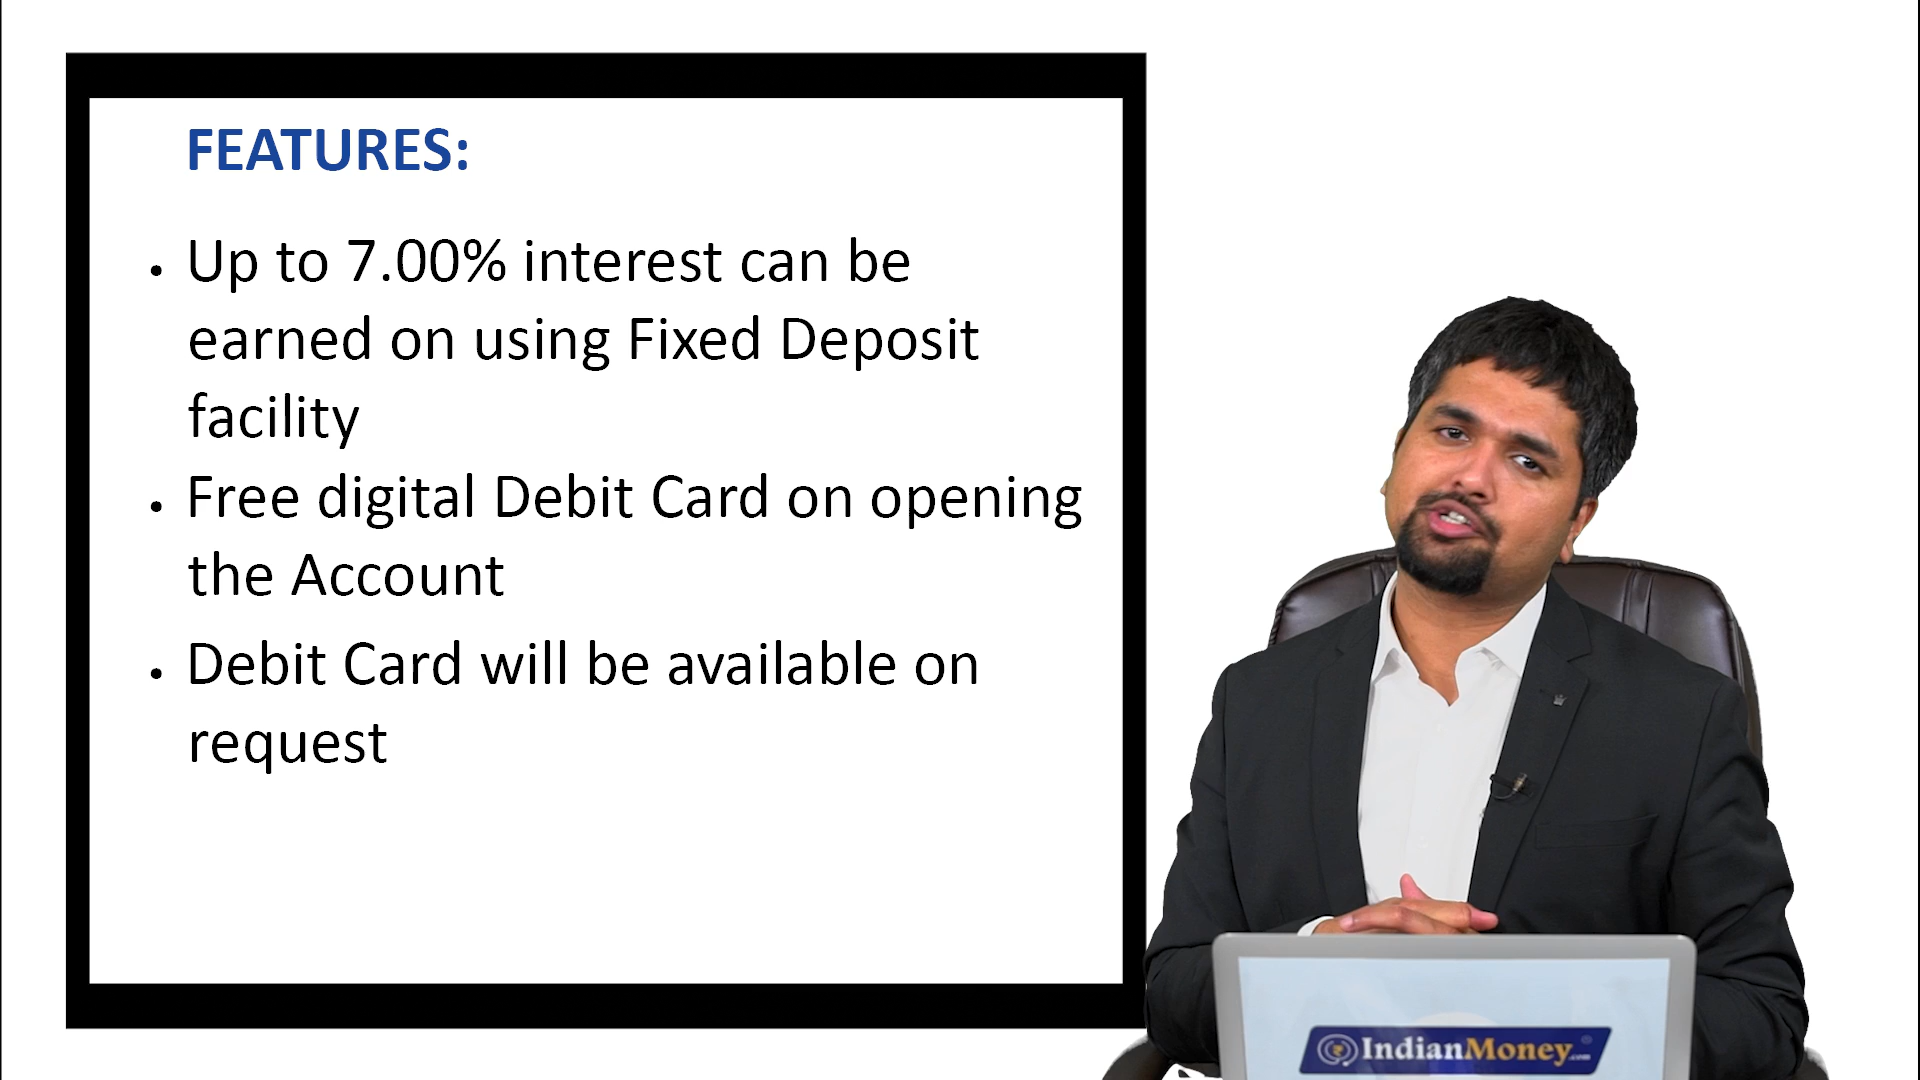 FEATURES:
• Up to 7.00% interest can be
earned on using Fixed Deposit
facility
• Free digital Debit Card on opening
the Account
• Debit Card will be available on
request
IndianMoney.com